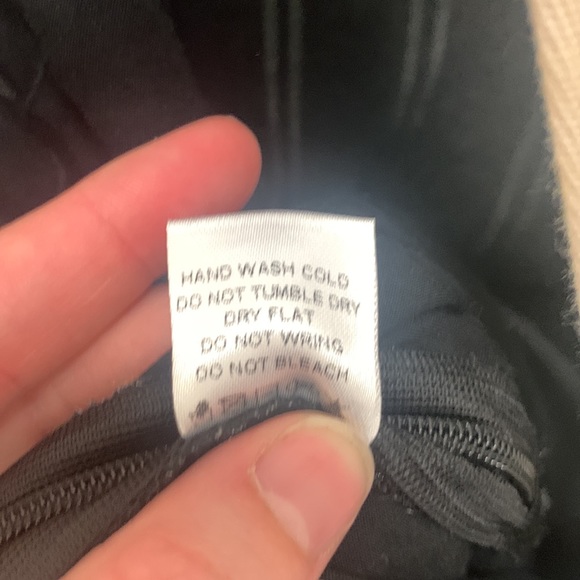 HAND WASH COLD
DO NOT TUMBLE DRY
DRY FLAT
DO NOT WRING
DO NOT BLEACH